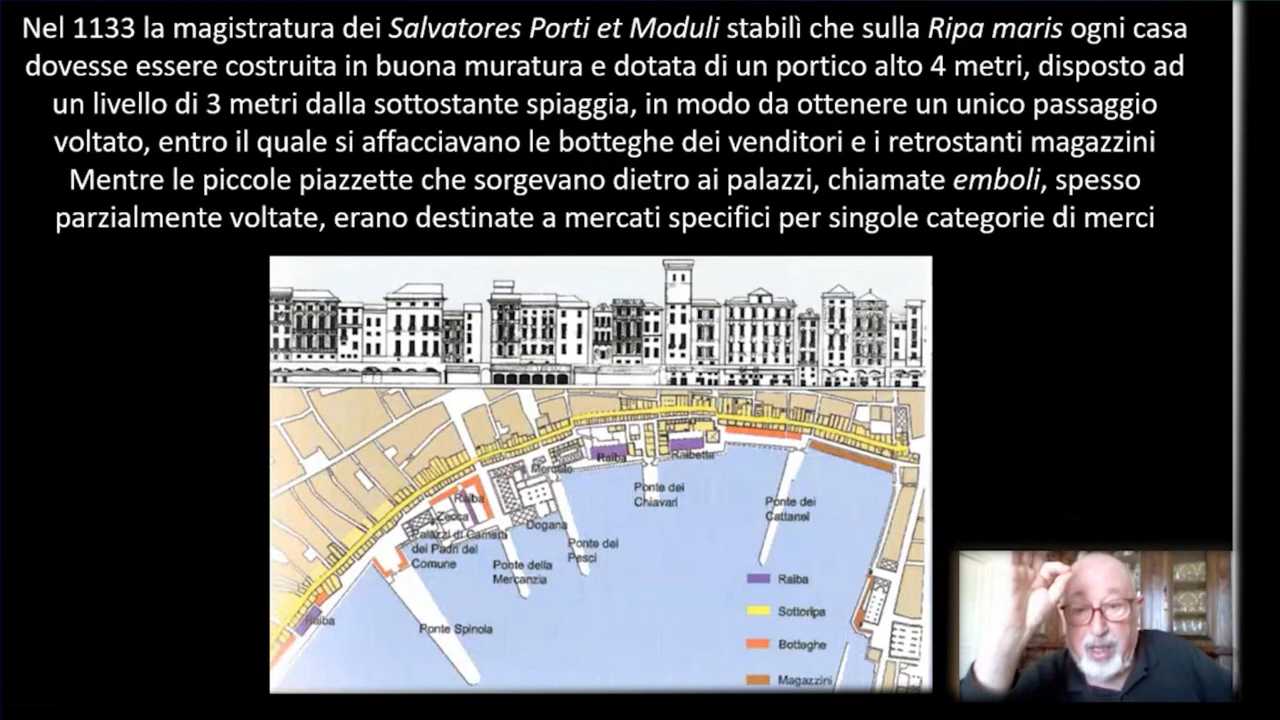 Nel 1133 la magistratura dei Salvatores Porti et Moduli stabilì che sulla Ripa maris ogni casa
dovesse essere costruita in buona muratura e dotata di un portico alto 4 metri, disposto ad
un livello di 3 metri dalla sottostante spiaggia, in modo da ottenere un unico passaggio
voltato, entro il quale si affacciavano le botteghe dei venditori e i retrostanti magazzini
Mentre le piccole piazzette che sorgevano dietro ai palazzi, chiamate emboli, spesso
parzialmente voltate, erano destinate a mercati specifici per singole categorie di merci
Raiba
Raibetta
Mercato
Raiba
Zecca
Dogana
Palazzi di Camera
dei Padri del
Comune
Ponte dei
Chiavari
Ponte dei
Cattanei
Ponte dei
Pesci
Ponte della
Mercanzia
Raiba
Ponte Spinola
Raiba
Sottoripa
Botteghe
Magazzini